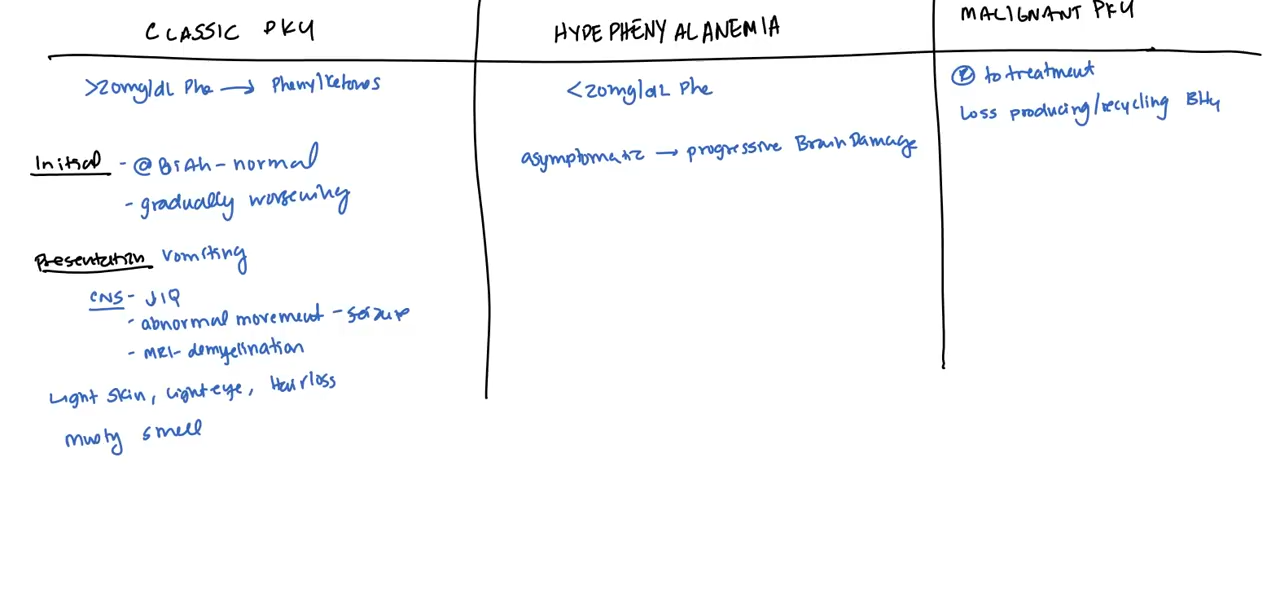 CLASSIC PKU
>20mg/dL Phe → Phenylketones
Initial - @ Birth - normal
- gradually worsening
Presentation vomiting
CNS - ↓IQ
- abnormal movement - seizure
- MRI - demyelination
Light skin, Light eye, Hair loss
Musty smell
HYPEPHENYALANEMIA
<20mg/dL Phe
asymptomatic → progressive Brain Damage
MALIGNANT PKU
Ⓡ to treatment
Loss producing/recycling BH4